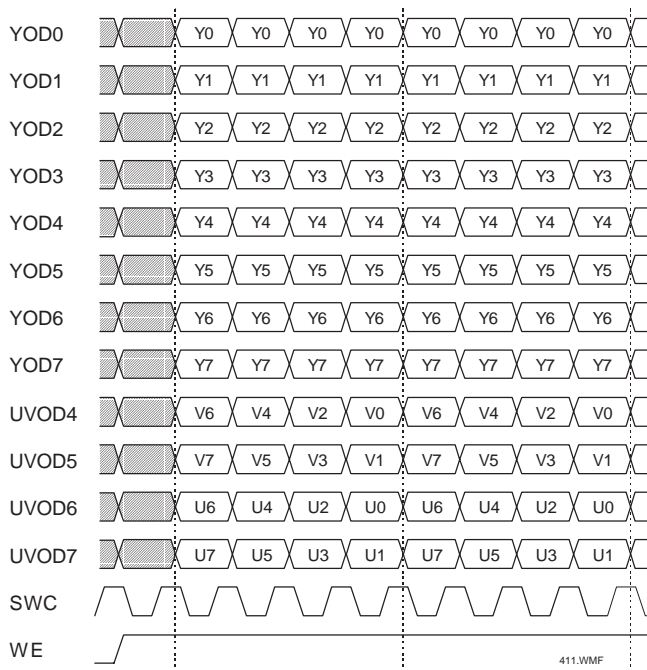 YOD0 Y0 Y0 Y0 Y0 Y0 Y0 Y0 Y0
YOD1 Y1 Y1 Y1 Y1 Y1 Y1 Y1 Y1
YOD2 Y2 Y2 Y2 Y2 Y2 Y2 Y2 Y2
YOD3 Y3 Y3 Y3 Y3 Y3 Y3 Y3 Y3
YOD4 Y4 Y4 Y4 Y4 Y4 Y4 Y4 Y4
YOD5 Y5 Y5 Y5 Y5 Y5 Y5 Y5 Y5
YOD6 Y6 Y6 Y6 Y6 Y6 Y6 Y6 Y6
YOD7 Y7 Y7 Y7 Y7 Y7 Y7 Y7 Y7
UVOD4 V6 V4 V2 V0 V6 V4 V2 V0
UVOD5 V7 V5 V3 V1 V7 V5 V3 V1
UVOD6 U6 U4 U2 U0 U6 U4 U2 U0
UVOD7 U7 U5 U3 U1 U7 U5 U3 U1
SWC
WE
411.WMF